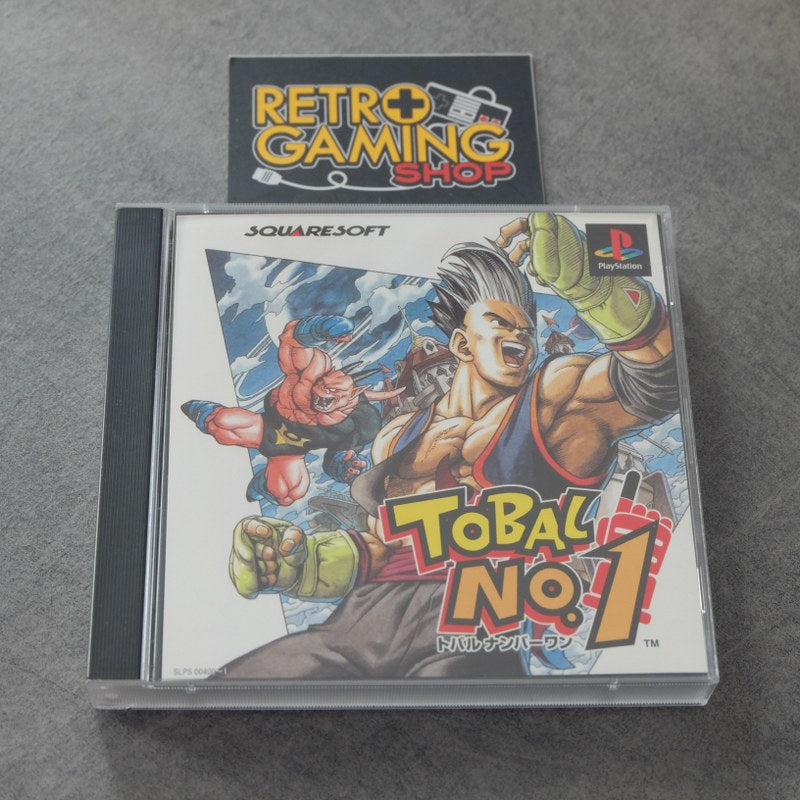 RETRO
GAMING
SHOP
SQUARESOFT
PlayStation
TOBAL
NO.1
トバル ナンバーワン
TM